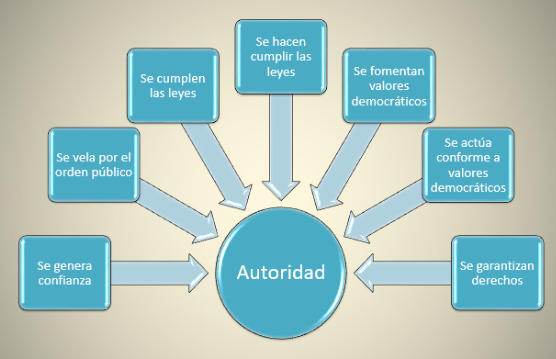 Se hacen
cumplir las
leyes
Se cumplen
las leyes
Se fomentan
valores
democráticos
Se vela por el
orden público
Se actúa
conforme a
valores
democráticos
Se genera
confianza
Autoridad
Se garantizan
derechos